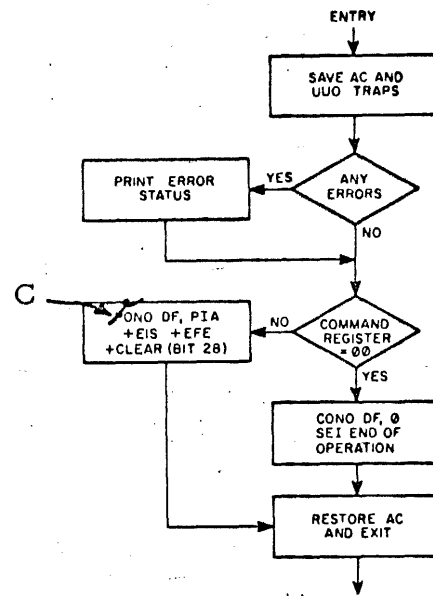 ENTRY
SAVE AC AND
UUO TRAPS
ANY
ERRORS
YES
NO
PRINT ERROR
STATUS
C
ONO DF, PIA
+EIS +EFE
+CLEAR (BIT 28)
NO
COMMAND
REGISTER
= 00
YES
CONO DF, 0
SEI END OF
OPERATION
RESTORE AC
AND EXIT